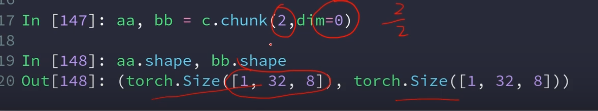 17 In [147]: aa, bb = c.chunk(2,dim=0) 2/2
18
19 In [148]: aa.shape, bb.shape
20 Out[148]: (torch.Size([1, 32, 8]), torch.Size([1, 32, 8]))